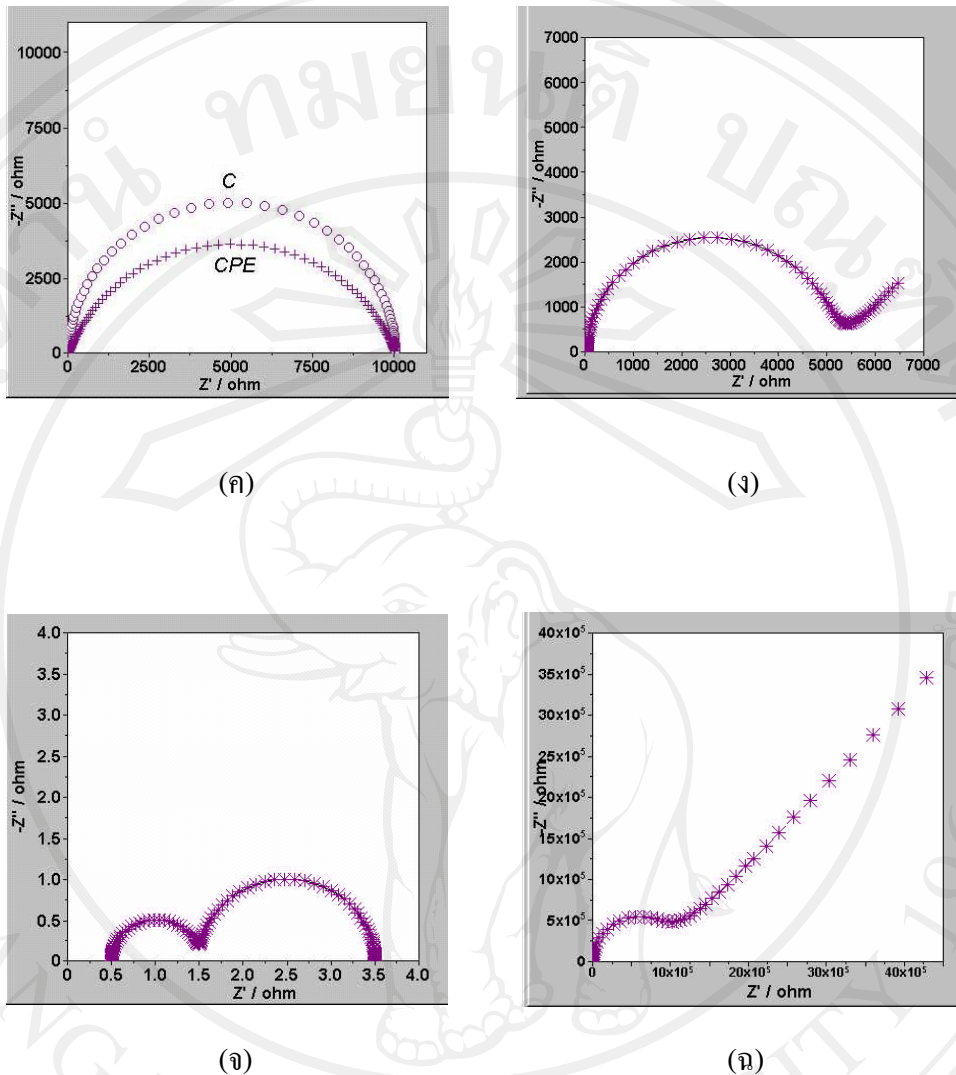 10000
7500
5000
2500
0
-Z" / ohm
C
CPE
0 2500 5000 7500 10000
Z' / ohm
(ค)
7000
6000
5000
4000
3000
2000
1000
0
-Z" / ohm
0 1000 2000 3000 4000 5000 6000 7000
Z' / ohm
(ง)
4.0
3.5
3.0
2.5
2.0
1.5
1.0
0.5
0
-Z" / ohm
0 0.5 1.0 1.5 2.0 2.5 3.0 3.5 4.0
Z' / ohm
(จ)
40x10⁵
35x10⁵
30x10⁵
25x10⁵
20x10⁵
15x10⁵
10x10⁵
5x10⁵
0
-Z" / ohm
0 10x10⁵ 20x10⁵ 30x10⁵ 40x10⁵
Z' / ohm
(ฉ)